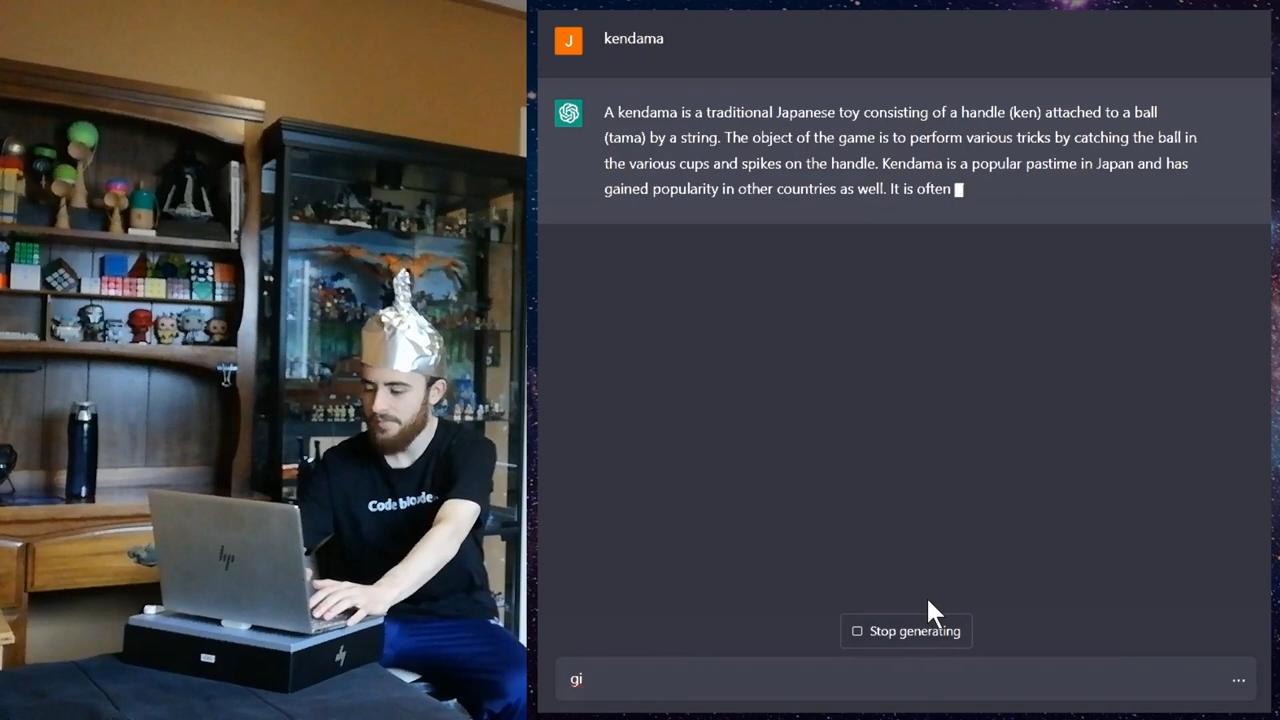 J
kendama
A kendama is a traditional Japanese toy consisting of a handle (ken) attached to a ball
(tama) by a string. The object of the game is to perform various tricks by catching the ball in
the various cups and spikes on the handle. Kendama is a popular pastime in Japan and has
gained popularity in other countries as well. It is often
Stop generating
gi
...
Code
hp
hp